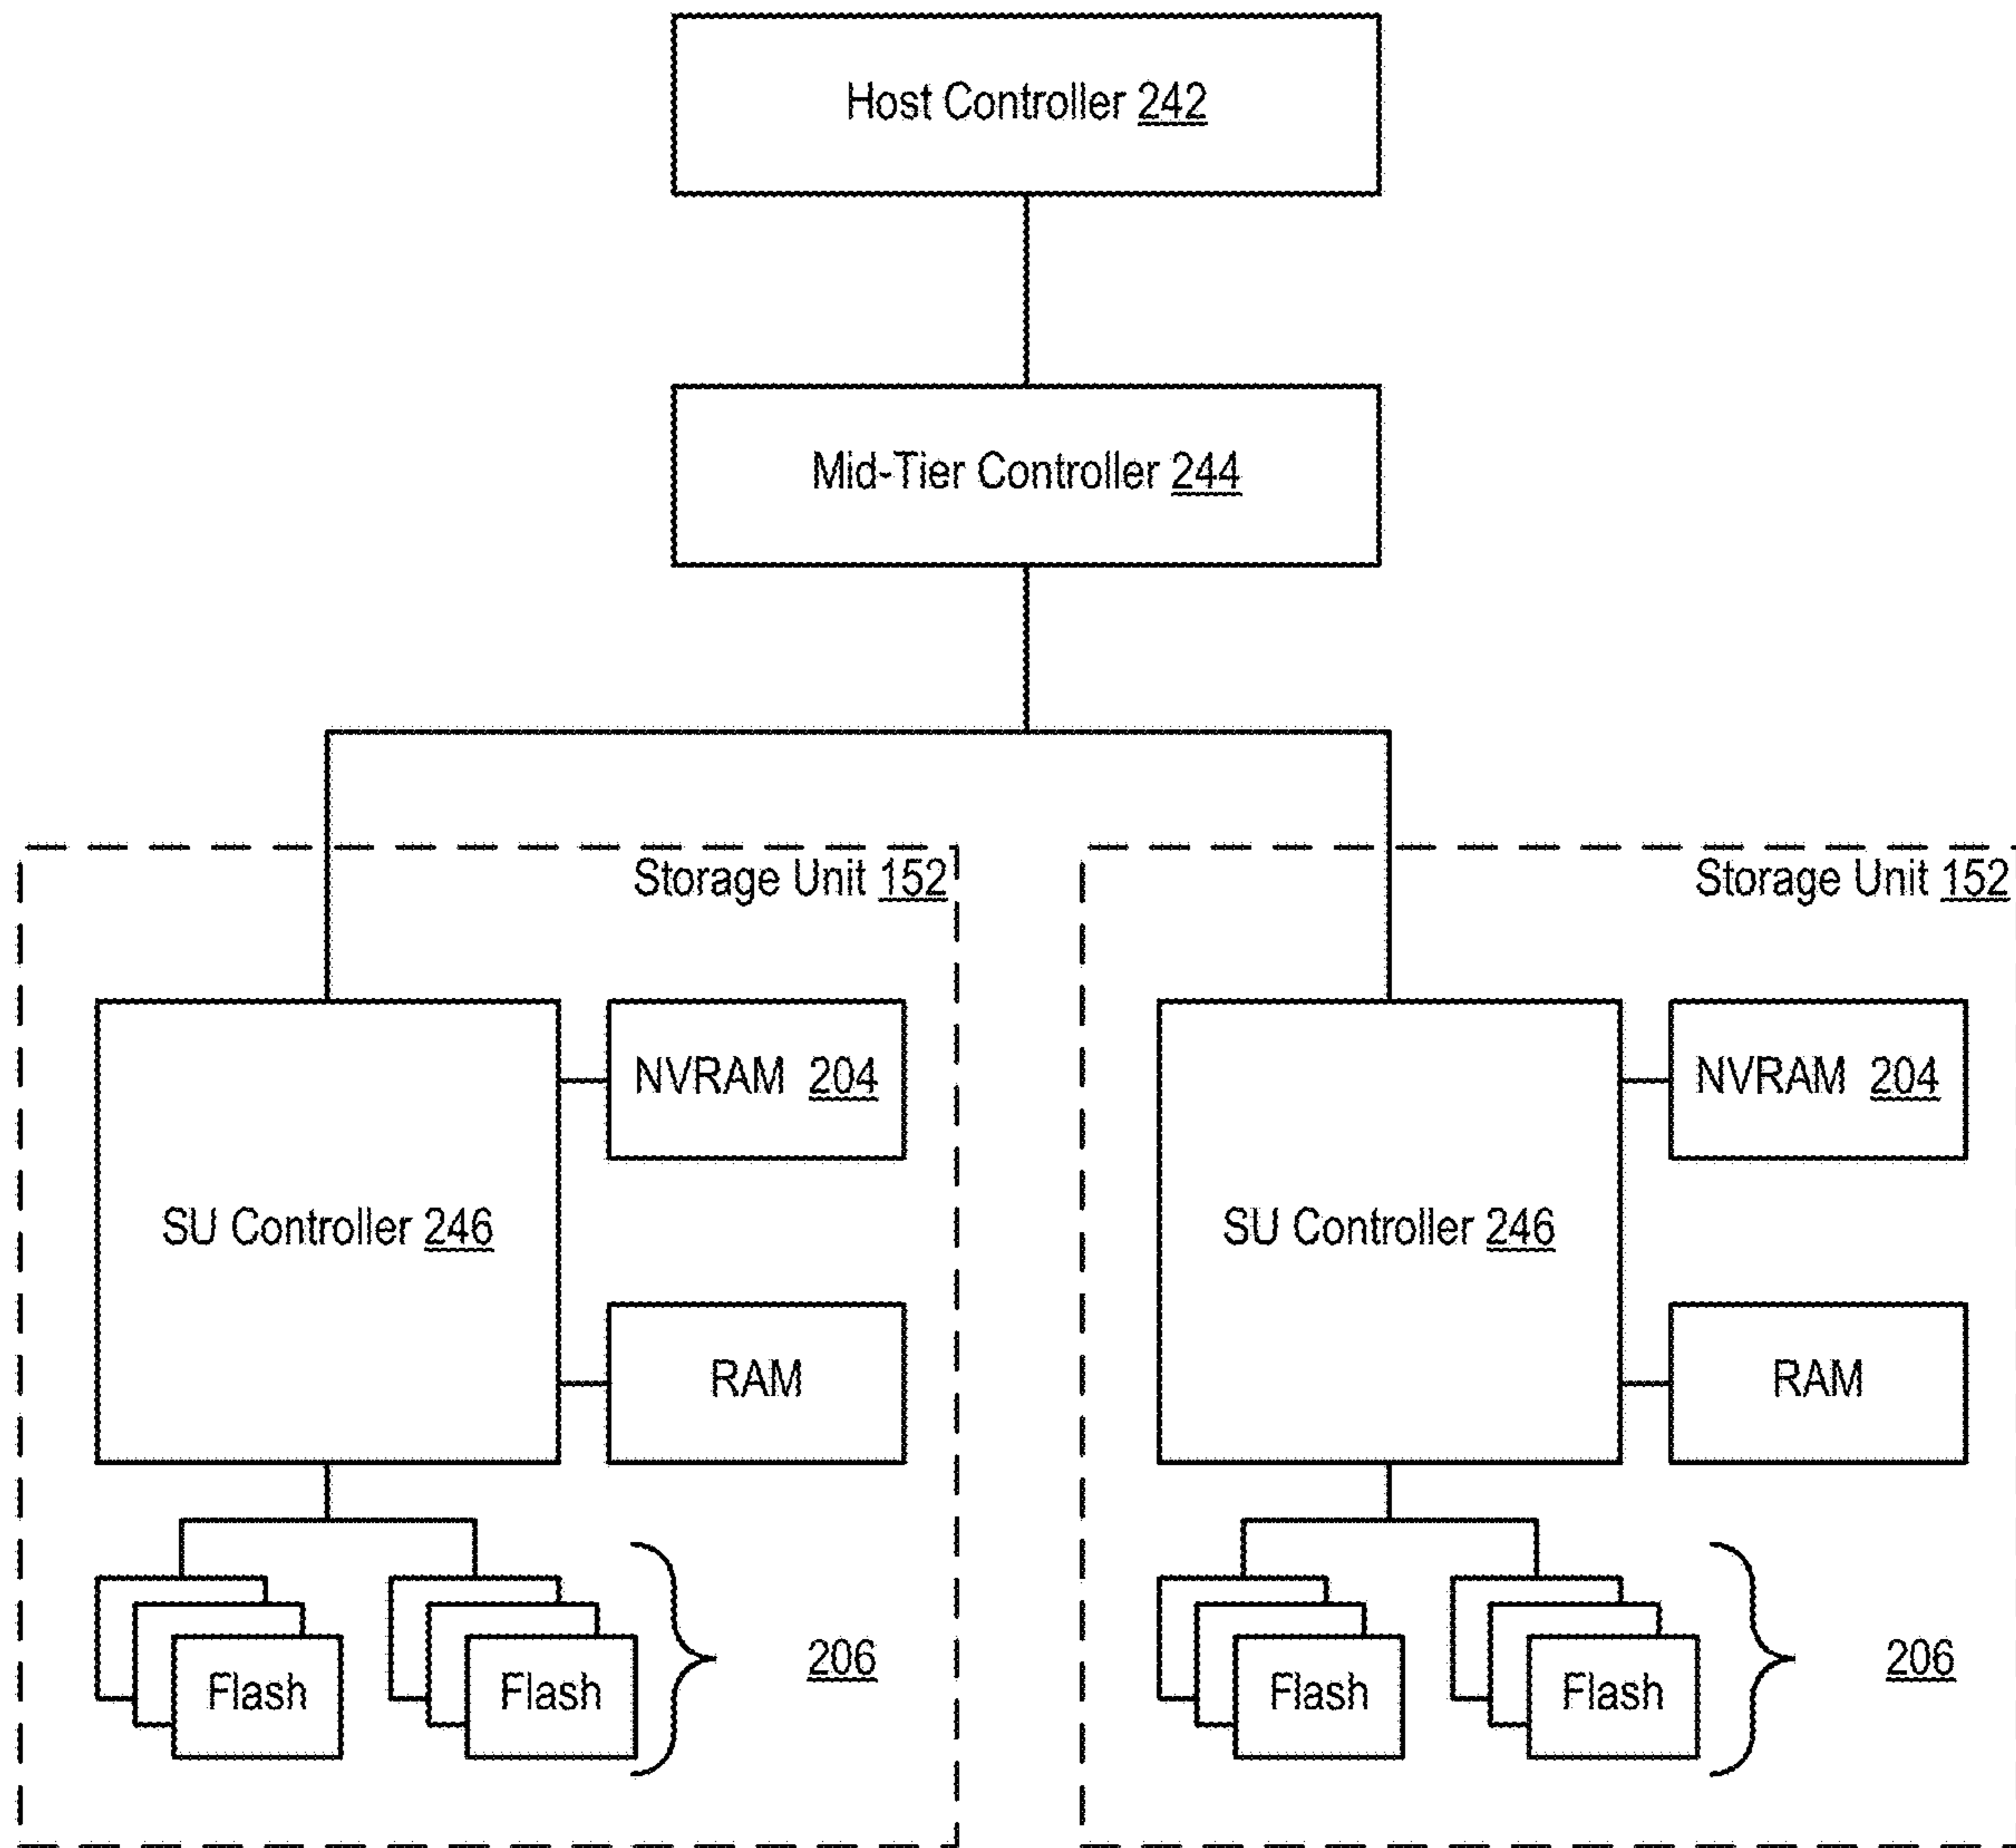 Host Controller 242
Mid-Tier Controller 244
Storage Unit 152
Storage Unit 152
NVRAM 204
NVRAM 204
SU Controller 246
SU Controller 246
RAM
RAM
Flash
Flash
206
Flash
Flash
206